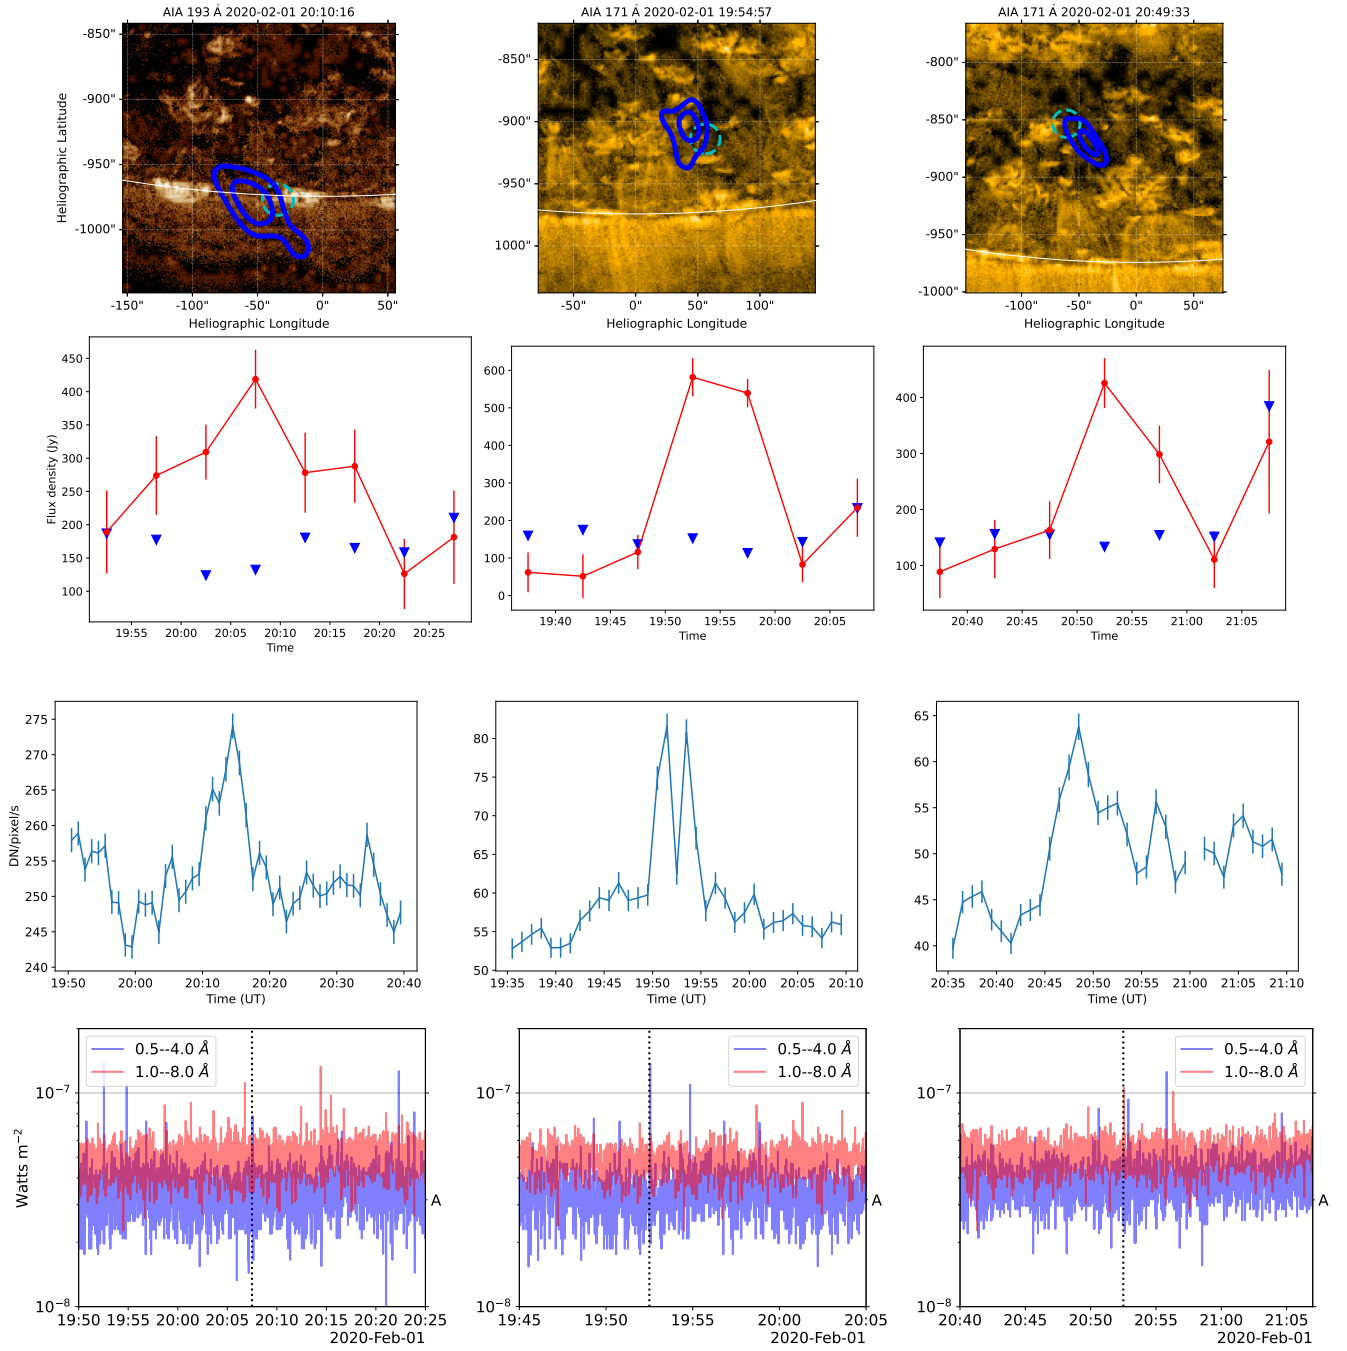 AIA 193 Å 2020-02-01 20:10:16
AIA 171 Å 2020-02-01 19:54:57
AIA 171 Å 2020-02-01 20:49:33
Heliographic Latitude
-850"
-900"
-950"
-1000"
-150" -100" -50" 0" 50"
Heliographic Longitude
-850"
-900"
-950"
1000"
-50" 0" 50" 100"
Heliographic Longitude
-800"
-850"
-900"
-950"
-1000"
-100" -50" 0" 50"
Heliographic Longitude
Flux density (Jy)
450
400
350
300
250
200
150
100
19:55 20:00 20:05 20:10 20:15 20:20 20:25
Time
600
500
400
300
200
100
0
19:40 19:45 19:50 19:55 20:00 20:05
Time
400
300
200
100
20:40 20:45 20:50 20:55 21:00 21:05
Time
DN/pixel/s
275
270
265
260
255
250
245
240
19:50 20:00 20:10 20:20 20:30 20:40
Time (UT)
80
75
70
65
60
55
50
19:35 19:40 19:45 19:50 19:55 20:00 20:05 20:10
Time (UT)
65
60
55
50
45
40
20:35 20:40 20:45 20:50 20:55 21:00 21:05 21:10
Time (UT)
Watts m⁻²
0.5--4.0 Å
1.0--8.0 Å
10⁻⁷
10⁻⁸
A
19:50 19:55 20:00 20:05 20:10 20:15 20:20 20:25
2020-Feb-01
0.5--4.0 Å
1.0--8.0 Å
10⁻⁷
10⁻⁸
A
19:45 19:50 19:55 20:00 20:05
2020-Feb-01
0.5--4.0 Å
1.0--8.0 Å
10⁻⁷
10⁻⁸
A
20:40 20:45 20:50 20:55 21:00 21:05
2020-Feb-01